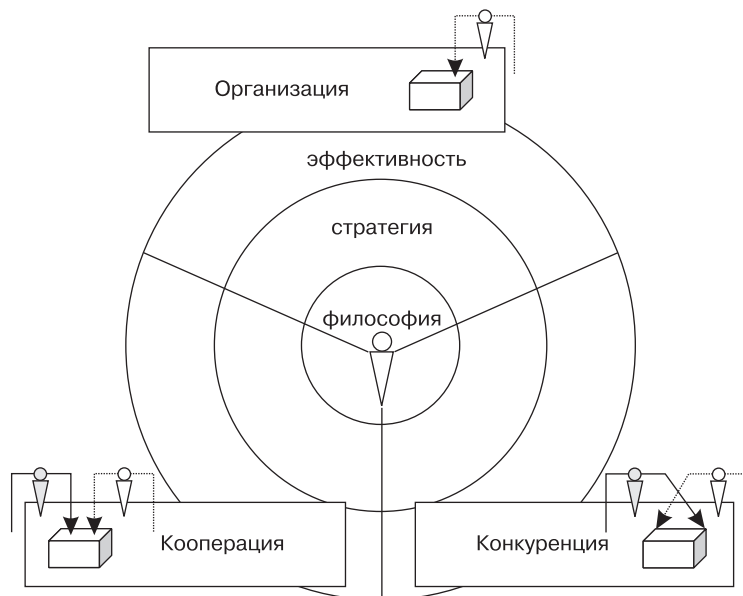 Организация
эффективность
стратегия
философия
Кооперация
Конкуренция